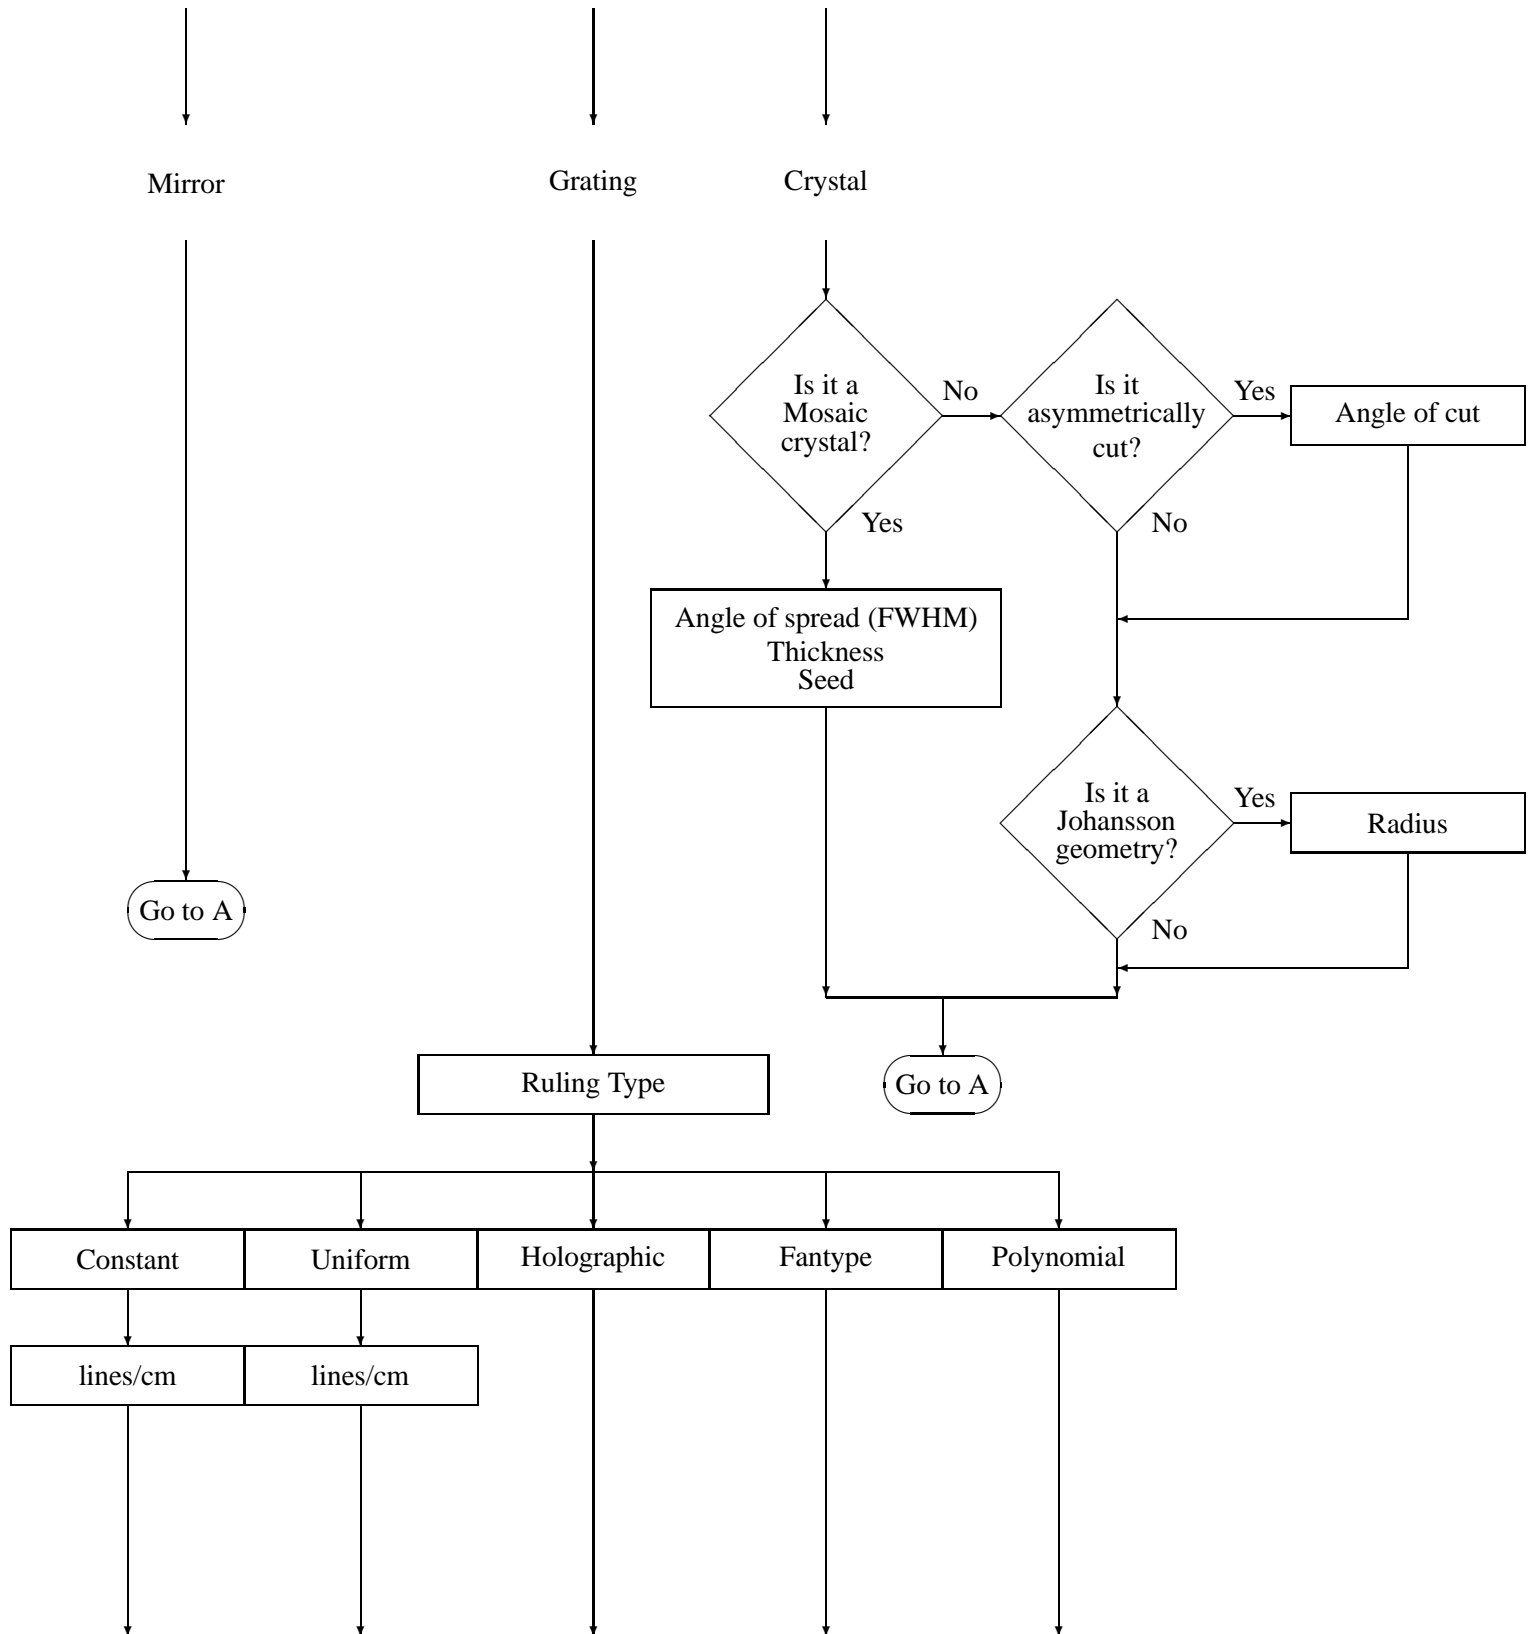 Mirror
Grating
Crystal
Is it a
Mosaic
crystal?
No
Is it
asymmetrically
cut?
Yes
Angle of cut
Yes
No
Angle of spread (FWHM)
Thickness
Seed
Is it a
Johansson
geometry?
Yes
Radius
No
Go to A
Go to A
Ruling Type
Constant
Uniform
Holographic
Fantype
Polynomial
lines/cm
lines/cm